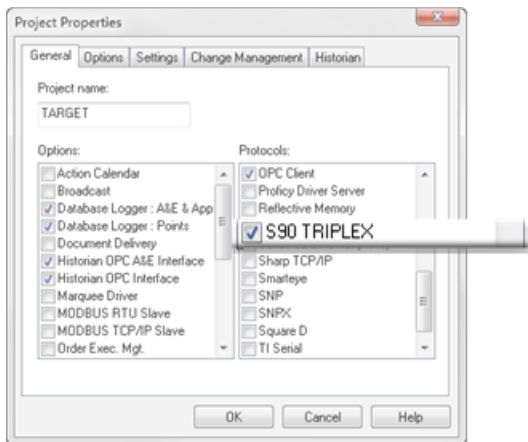 Project Properties
General Options Settings Change Management Historian
Project name:
TARGET
Options:
Action Calendar
Broadcast
Database Logger : A&E & App
Database Logger : Points
Document Delivery
Historian OPC A&E Interface
Historian OPC Interface
Marquee Driver
MODBUS RTU Slave
MODBUS TCP/IP Slave
Order Exec. Mgt.
Protocols:
OPC Client
Proficy Driver Server
Reflective Memory
S90 TRIPLEX
Sharp TCP/IP
Smarteye
SNP
SNPX
Square D
TI Serial
OK Cancel Help